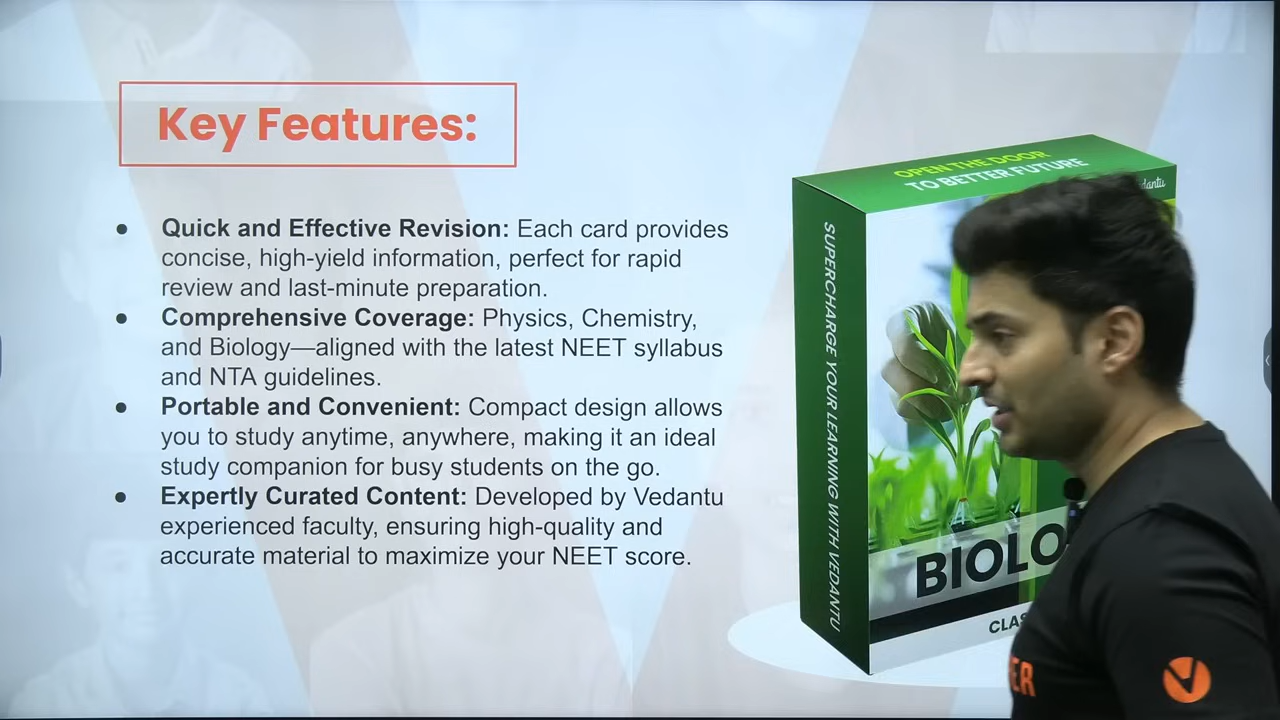 Key Features:
● Quick and Effective Revision: Each card provides
concise, high-yield information, perfect for rapid
review and last-minute preparation.
● Comprehensive Coverage: Physics, Chemistry,
and Biology—aligned with the latest NEET syllabus
and NTA guidelines.
● Portable and Convenient: Compact design allows
you to study anytime, anywhere, making it an ideal
study companion for busy students on the go.
● Expertly Curated Content: Developed by Vedantu
experienced faculty, ensuring high-quality and
accurate material to maximize your NEET score.
OPEN THE DOOR
TO BETTER FUTURE
SUPERCHARGE YOUR LEARNING WITH VEDANTU